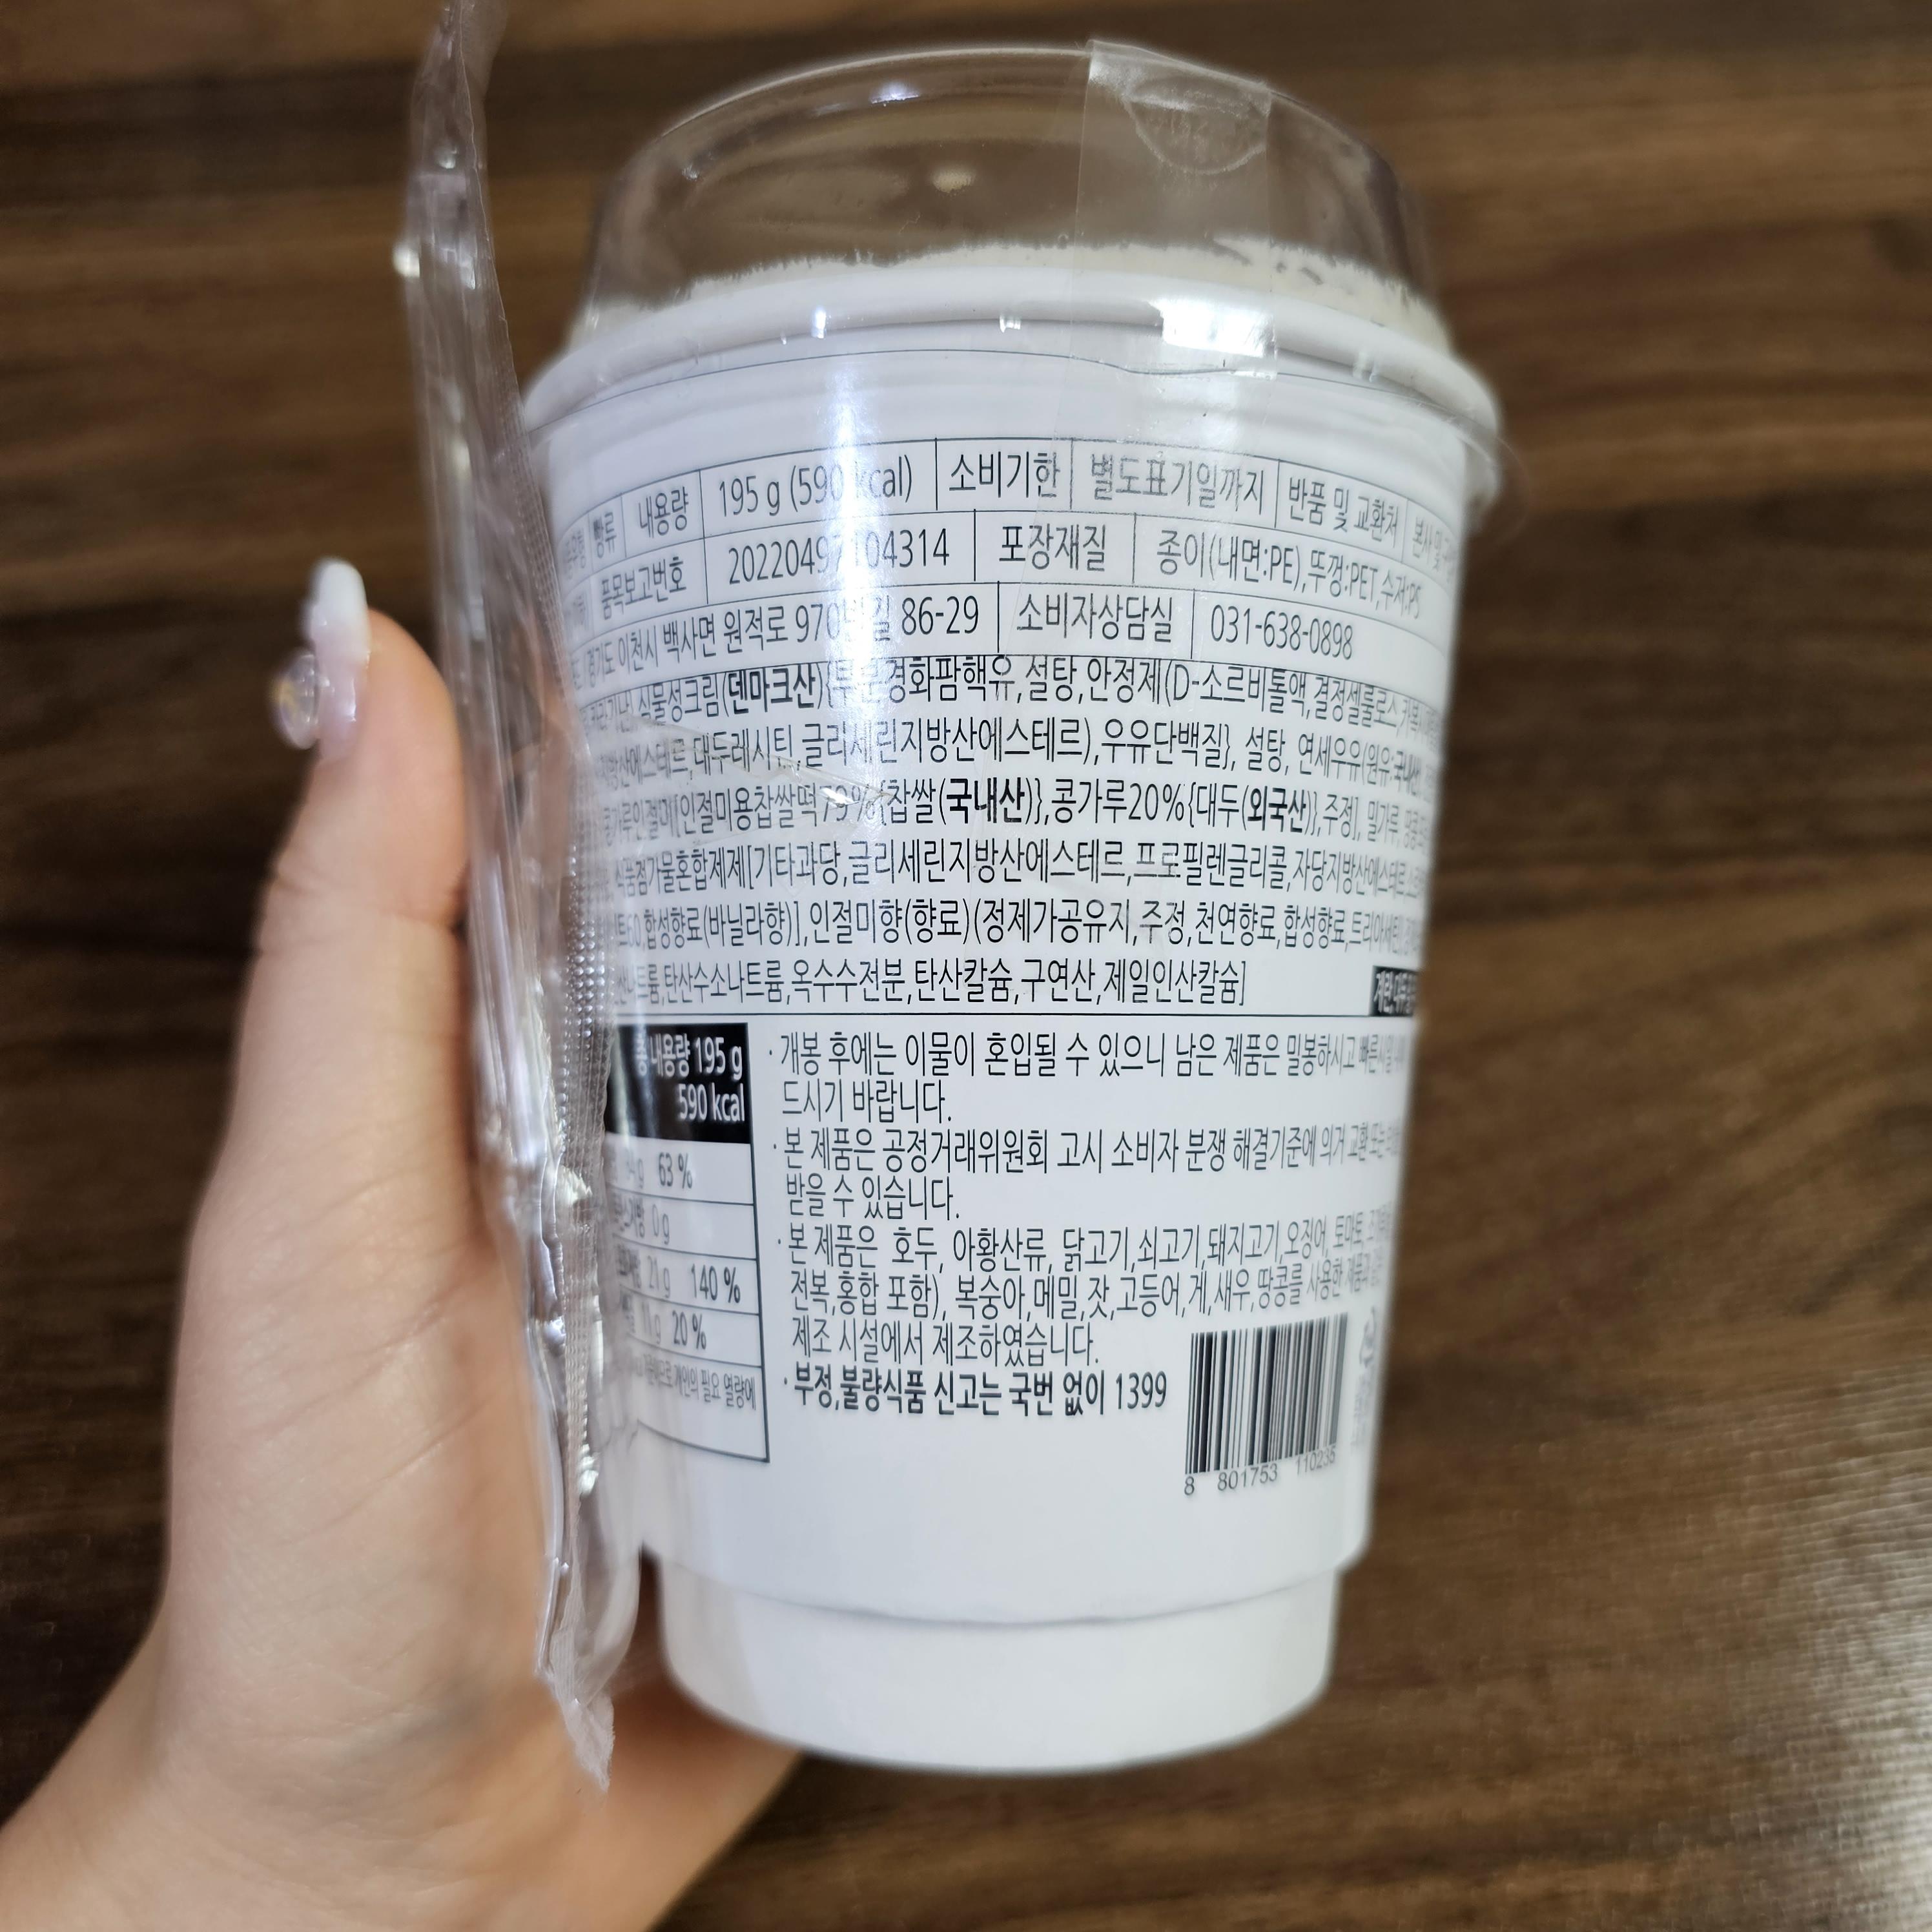 빵류 내용량 195 g (590 kcal) 소비기한 별도표기일까지 반품 및 교환처
품목보고번호 포장재질 종이(내면:PE),뚜껑:PET,수저:PS
경기도 이천시 백사면 원적로 86-29 소비자상담실 031-638-0898
식물성크림(덴마크산) 경화팜핵유,설탕,안정제(D-소르비톨액,결정셀룰로스,
대두레시틴,글리세린지방산에스테르),우유단백질}, 설탕, 연세우유(원유:국내산
[인절미용찹쌀떡79%{찹쌀(국내산)},콩가루20%{대두(외국산)},주정], 밀가루
식품첨가물혼합제제[기타과당,글리세린지방산에스테르,프로필렌글리콜,자당지방산에스테르
합성향료(바닐라향)],인절미향(향료)(정제가공유지,주정,천연향료,합성향료,트리아세틴)
탄산수소나트륨,옥수수전분,탄산칼슘,구연산,제일인산칼슘]
총 내용량 195 g
590 kcal
63 %
0 g
21 g 140 %
11 g 20 %
개인의 필요 열량에
· 개봉 후에는 이물이 혼입될 수 있으니 남은 제품은 밀봉하시고
드시기 바랍니다.
· 본 제품은 공정거래위원회 고시 소비자 분쟁 해결기준에 의거 교환
받을 수 있습니다.
· 본 제품은 호두, 아황산류, 닭고기,쇠고기,돼지고기,오징어, 토마토,
전복,홍합 포함), 복숭아,메밀,잣,고등어,게,새우,땅콩를 사용한 제품과
제조 시설에서 제조하였습니다.
· 부정,불량식품 신고는 국번 없이 1399
8 801753 110235